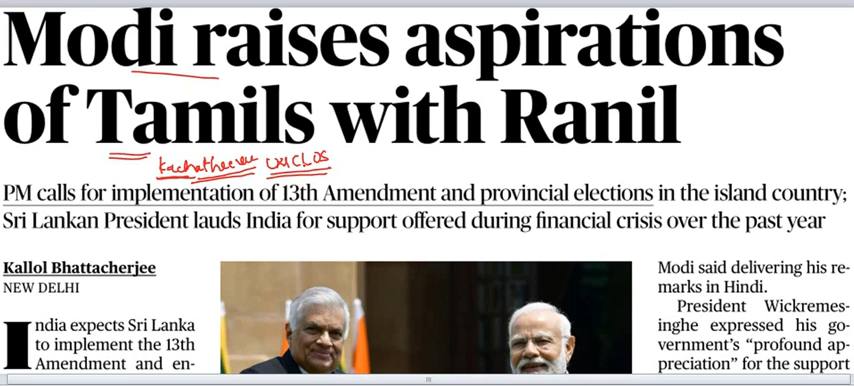 Modi raises aspirations
of Tamils with Ranil
Kachatheevu UNCLOS
PM calls for implementation of 13th Amendment and provincial elections in the island country;
Sri Lankan President lauds India for support offered during financial crisis over the past year
Kallol Bhattacherjee
NEW DELHI
India expects Sri Lanka
to implement the 13th
Amendment and en-
Modi said delivering his re-
marks in Hindi.
President Wickremes-
inghe expressed his go-
vernment's “profound ap-
preciation” for the support